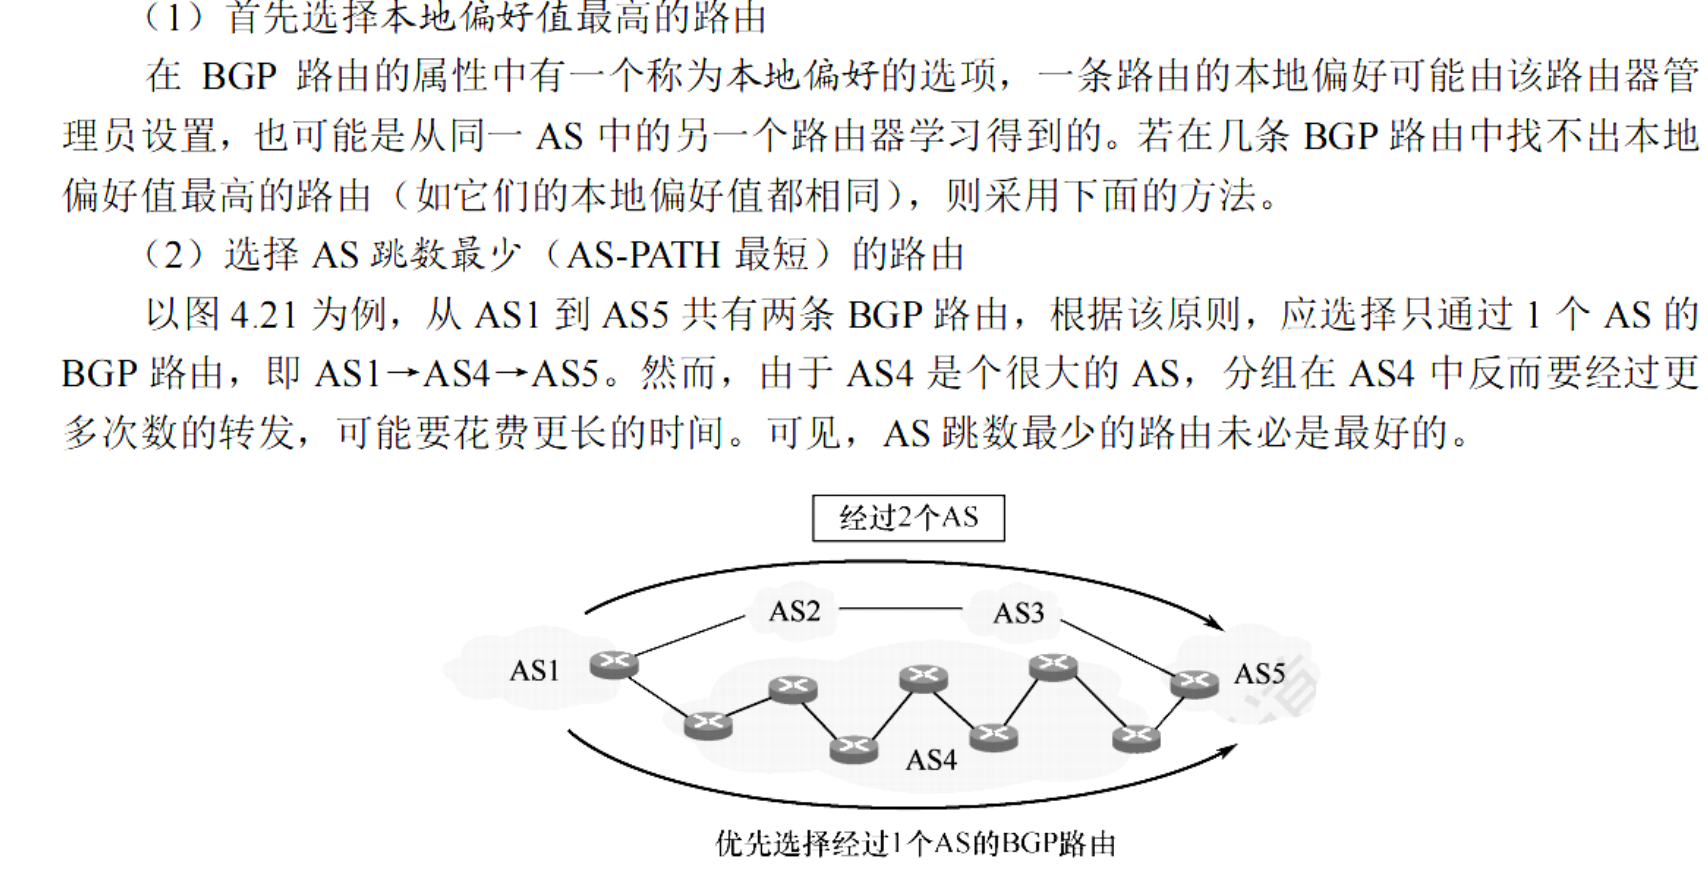 （1）首先选择本地偏好值最高的路由
在 BGP 路由的属性中有一个称为本地偏好的选项，一条路由的本地偏好可能由该路由器管
理员设置，也可能是从同一 AS 中的另一个路由器学习得到的。若在几条 BGP 路由中找不出本地
偏好值最高的路由（如它们的本地偏好值都相同），则采用下面的方法。
（2）选择 AS 跳数最少（AS-PATH 最短）的路由
以图 4.21 为例，从 AS1 到 AS5 共有两条 BGP 路由，根据该原则，应选择只通过 1 个 AS 的
BGP 路由，即 AS1→AS4→AS5。然而，由于 AS4 是个很大的 AS，分组在 AS4 中反而要经过更
多次数的转发，可能要花费更长的时间。可见，AS 跳数最少的路由未必是最好的。
经过2个AS
AS2
AS3
AS1
AS5
AS4
优先选择经过1个AS的BGP路由